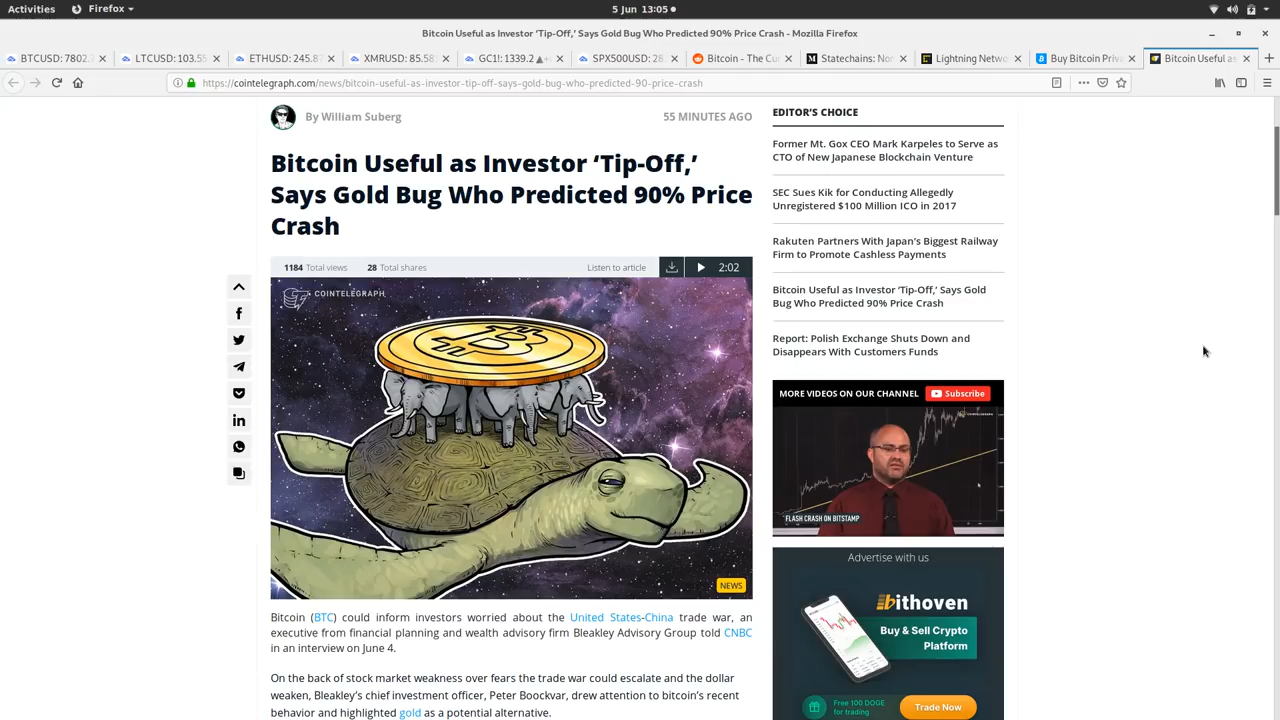 Activities
Firefox
5 Jun 13:05
Bitcoin Useful as Investor ‘Tip-Off,’ Says Gold Bug Who Predicted 90% Price Crash - Mozilla Firefox
BTCUSD: 7802.
LTCUSD: 103.55
ETHUSD: 245.8
XMRUSD: 85.58
GC1!: 1339.2
SPX500USD: 28
Bitcoin - The Cu
Statechains: Nor
Lightning Netwo
Buy Bitcoin Priv
Bitcoin Useful as
https://cointelegraph.com/news/bitcoin-useful-as-investor-tip-off-says-gold-bug-who-predicted-90-price-crash
By William Suberg
55 MINUTES AGO
Bitcoin Useful as Investor ‘Tip-Off,’
Says Gold Bug Who Predicted 90% Price
Crash
1184 Total views
28 Total shares
Listen to article
2:02
COINTELEGRAPH
NEWS
Bitcoin (BTC) could inform investors worried about the United States-China trade war, an
executive from financial planning and wealth advisory firm Bleakley Advisory Group told CNBC
in an interview on June 4.
On the back of stock market weakness over fears the trade war could escalate and the dollar
weaken, Bleakley’s chief investment officer, Peter Boockvar, drew attention to bitcoin’s recent
behavior and highlighted gold as a potential alternative.
EDITOR’S CHOICE
Former Mt. Gox CEO Mark Karpeles to Serve as
CTO of New Japanese Blockchain Venture
SEC Sues Kik for Conducting Allegedly
Unregistered $100 Million ICO in 2017
Rakuten Partners With Japan’s Biggest Railway
Firm to Promote Cashless Payments
Bitcoin Useful as Investor ‘Tip-Off,’ Says Gold
Bug Who Predicted 90% Price Crash
Report: Polish Exchange Shuts Down and
Disappears With Customers Funds
MORE VIDEOS ON OUR CHANNEL
Subscribe
FLASH CRASH ON BITSTAMP
Advertise with us
bithoven
Buy & Sell Crypto
Platform
Free 100 DOGE
for trading
Trade Now